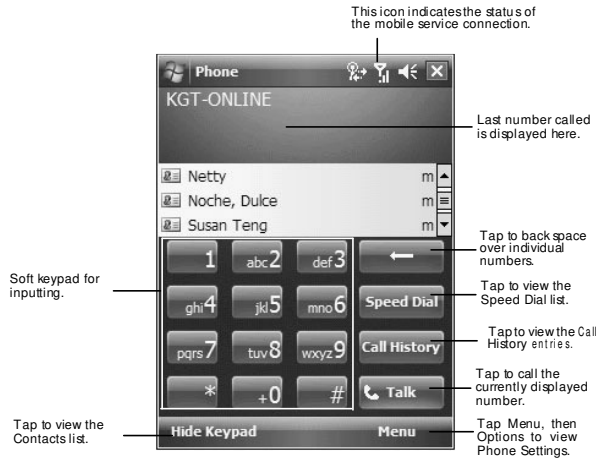 This icon indicates the status of
the mobile service connection.
Phone
KGT-ONLINE
Last number called
is displayed here.
Netty m
Noche, Dulce m
Susan Teng m
Tap to back space
over individual
numbers.
1 abc2 def3
Soft keypad for
inputting.
ghi4 jkl5 mno6 Speed Dial
Tap to view the
Speed Dial list.
pqrs7 tuv8 wxyz9 Call History
Tap to view the Call
History entries.
* +0 # Talk
Tap to call the
currently displayed
number.
Tap to view the
Contacts list.
Hide Keypad Menu
Tap Menu, then
Options to view
Phone Settings.